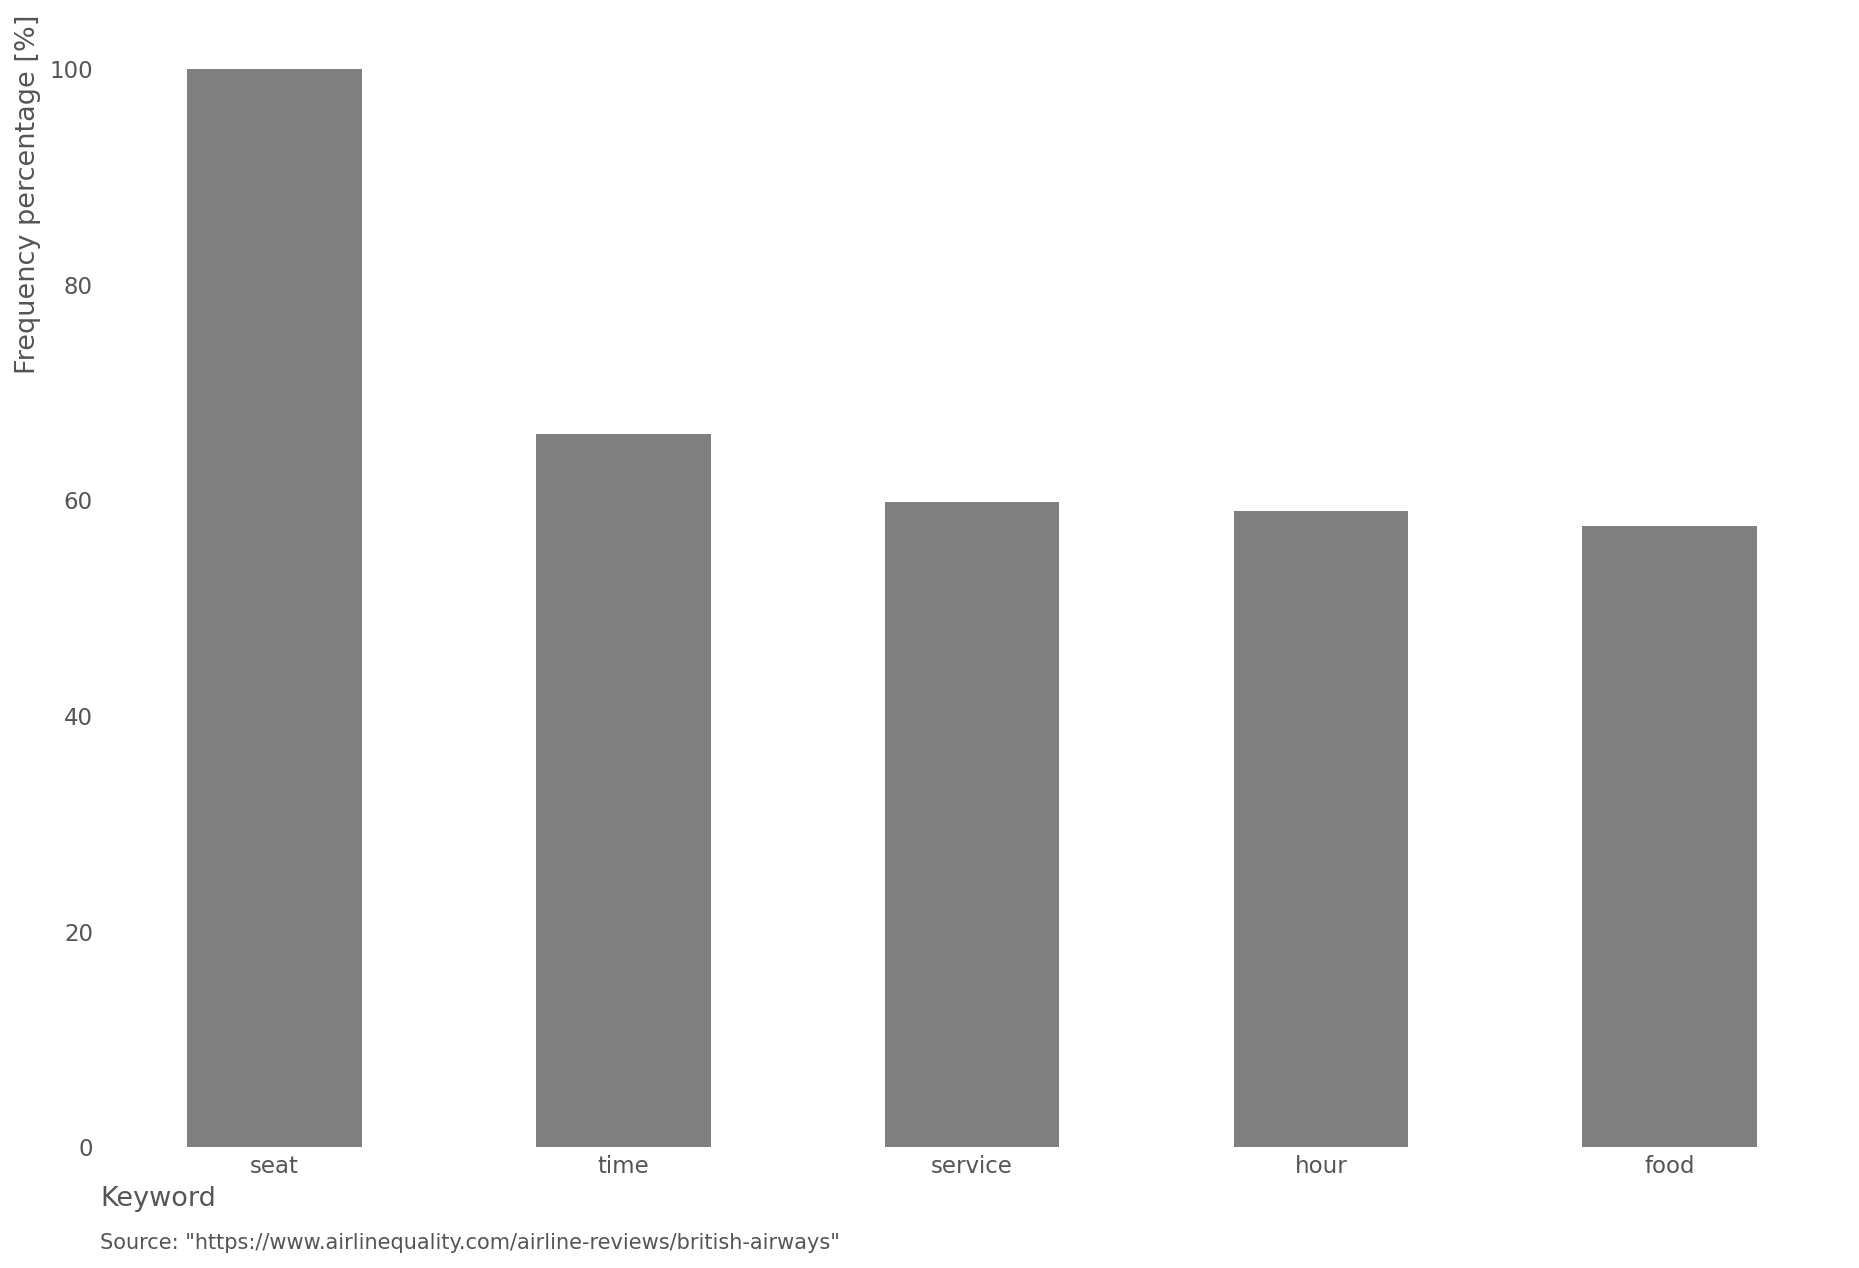 Frequency percentage [%]
100
80
60
40
20
0
seat time service hour food
Keyword
Source: "https://www.airlinequality.com/airline-reviews/british-airways"